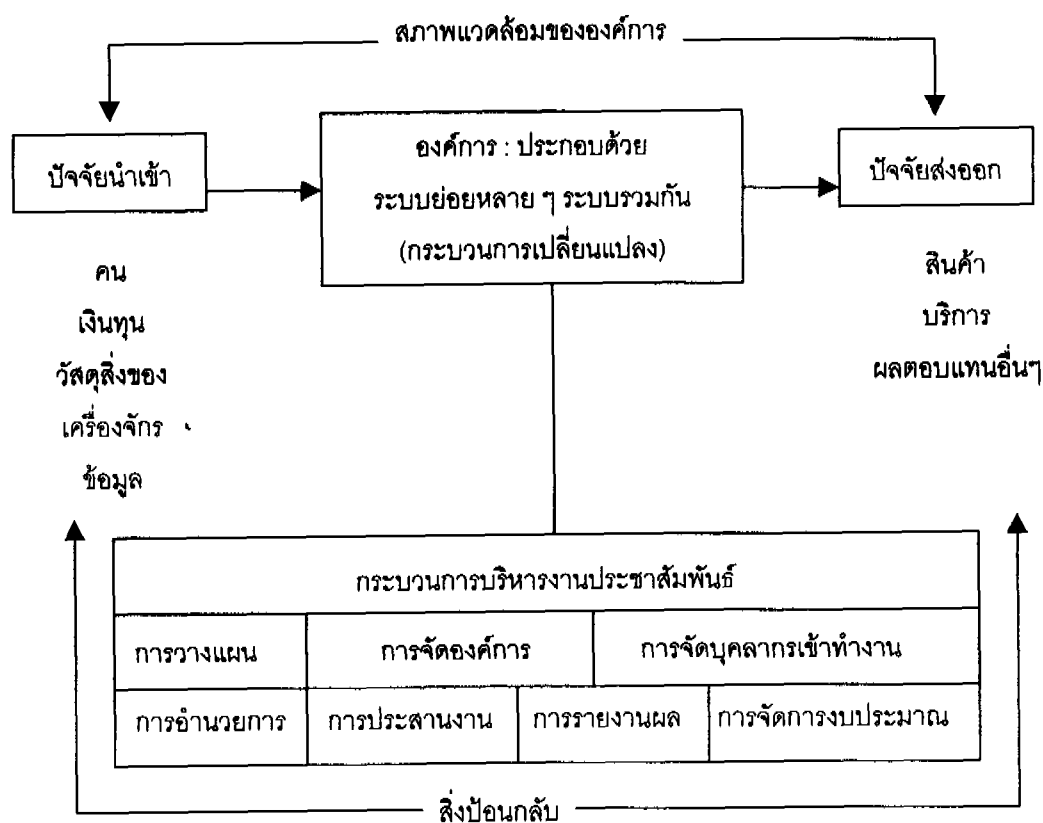 สภาพแวดล้อมขององค์การ
ปัจจัยนำเข้า
องค์การ : ประกอบด้วย
ระบบย่อยหลาย ๆ ระบบรวมกัน
(กระบวนการเปลี่ยนแปลง)
ปัจจัยส่งออก
คน
เงินทุน
วัสดุสิ่งของ
เครื่องจักร
ข้อมูล
สินค้า
บริการ
ผลตอบแทนอื่นๆ
กระบวนการบริหารงานประชาสัมพันธ์
การวางแผน การจัดองค์การ การจัดบุคลากรเข้าทำงาน
การอำนวยการ การประสานงาน การรายงานผล การจัดการงบประมาณ
สิ่งป้อนกลับ